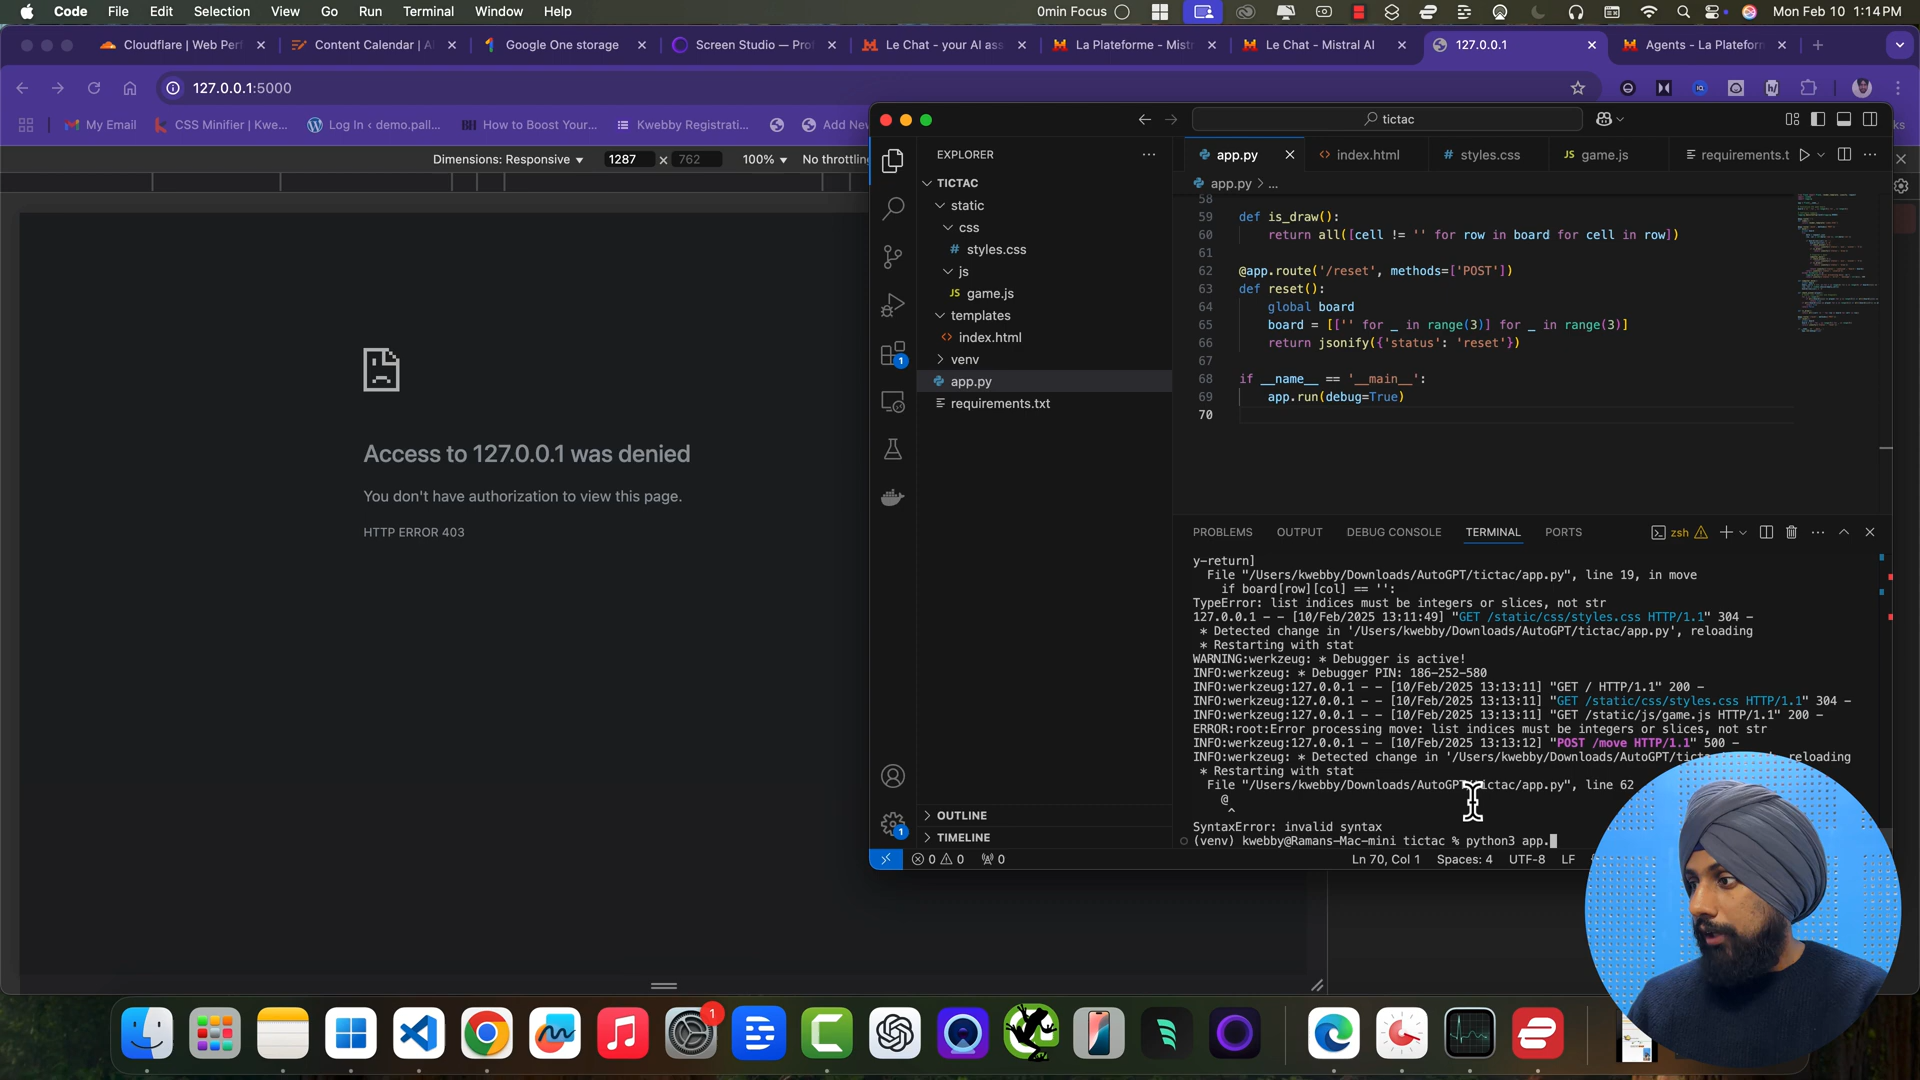 Code File Edit Selection View Go Run Terminal Window Help
0min Focus
Mon Feb 10 1:14 PM
Cloudflare | Web Per
Content Calendar | A
Google One storage
Screen Studio — Prof
Le Chat - your AI ass
La Plateforme - Mistr
Le Chat - Mistral AI
127.0.0.1
Agents - La Plateform
127.0.0.1:5000
My Email
CSS Minifier | Kwe...
Log In ‹ demo.pall...
How to Boost Your...
Kwebby Registrati...
Add Nev
ks
Dimensions: Responsive
1287 x 762
100%
No throttling
Access to 127.0.0.1 was denied
You don't have authorization to view this page.
HTTP ERROR 403
tictac
EXPLORER
TICTAC
static
css
# styles.css
js
JS game.js
templates
<> index.html
venv
app.py
requirements.txt
OUTLINE
TIMELINE
1
1
app.py
<> index.html
# styles.css
JS game.js
requirements.t
app.py > ...
58
59 def is_draw():
60 return all([cell != '' for row in board for cell in row])
61
62 @app.route('/reset', methods=['POST'])
63 def reset():
64 global board
65 board = [['' for _ in range(3)] for _ in range(3)]
66 return jsonify({'status': 'reset'})
67
68 if __name__ == '__main__':
69 app.run(debug=True)
70
PROBLEMS OUTPUT DEBUG CONSOLE TERMINAL PORTS
zsh
y-return]
File "/Users/kwebby/Downloads/AutoGPT/tictac/app.py", line 19, in move
if board[row][col] == '':
TypeError: list indices must be integers or slices, not str
127.0.0.1 - - [10/Feb/2025 13:11:49] "GET /static/css/styles.css HTTP/1.1" 304 -
* Detected change in '/Users/kwebby/Downloads/AutoGPT/tictac/app.py', reloading
* Restarting with stat
WARNING:werkzeug: * Debugger is active!
INFO:werkzeug: * Debugger PIN: 186-252-580
INFO:werkzeug:127.0.0.1 - - [10/Feb/2025 13:13:11] "GET / HTTP/1.1" 200 -
INFO:werkzeug:127.0.0.1 - - [10/Feb/2025 13:13:11] "GET /static/css/styles.css HTTP/1.1" 304 -
INFO:werkzeug:127.0.0.1 - - [10/Feb/2025 13:13:11] "GET /static/js/game.js HTTP/1.1" 200 -
ERROR:root:Error processing move: list indices must be integers or slices, not str
INFO:werkzeug:127.0.0.1 - - [10/Feb/2025 13:13:12] "POST /move HTTP/1.1" 500 -
INFO:werkzeug: * Detected change in '/Users/kwebby/Downloads/AutoGPT/tict reloading
* Restarting with stat
File "/Users/kwebby/Downloads/AutoGPT/tictac/app.py", line 62
@
^
SyntaxError: invalid syntax
(venv) kwebby@Ramans-Mac-mini tictac % python3 app.
0 0 0
Ln 70, Col 1 Spaces: 4 UTF-8 LF
1